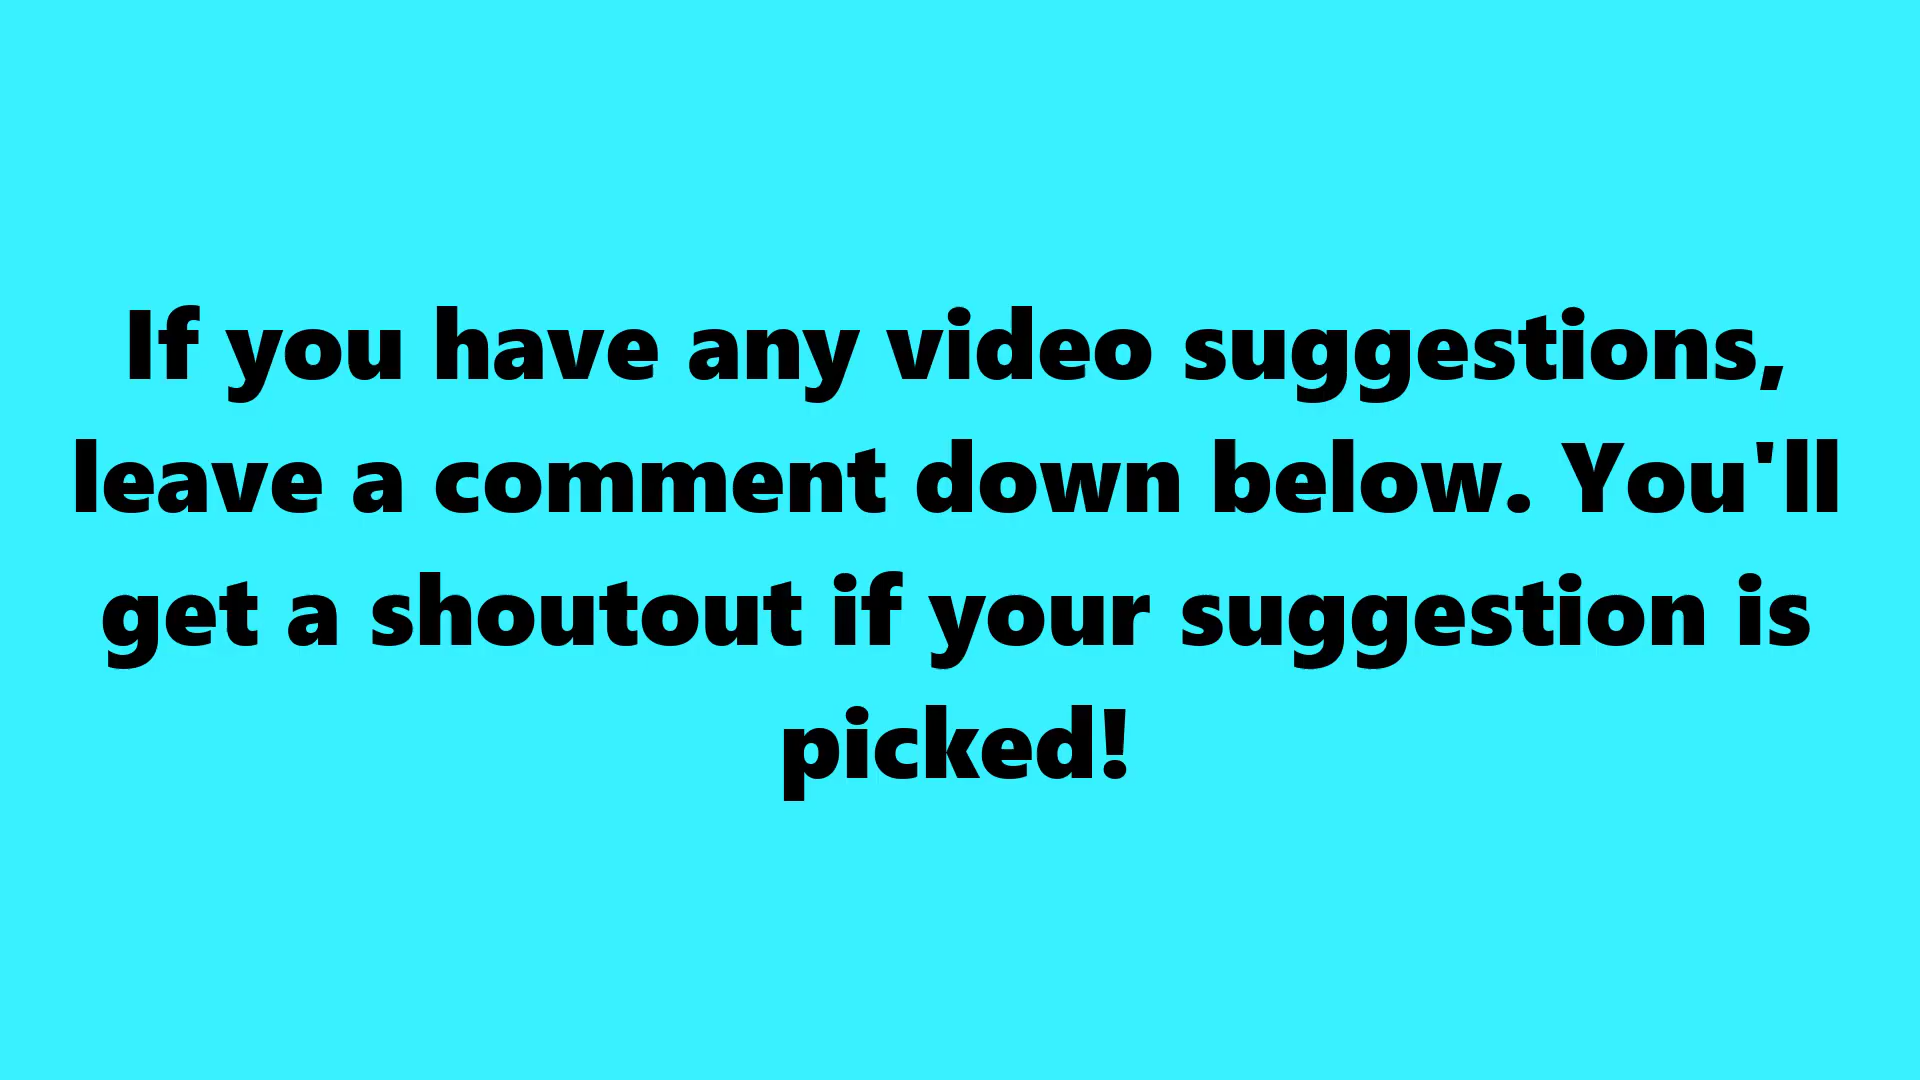 If you have any video suggestions,
leave a comment down below. You'll
get a shoutout if your suggestion is
picked!